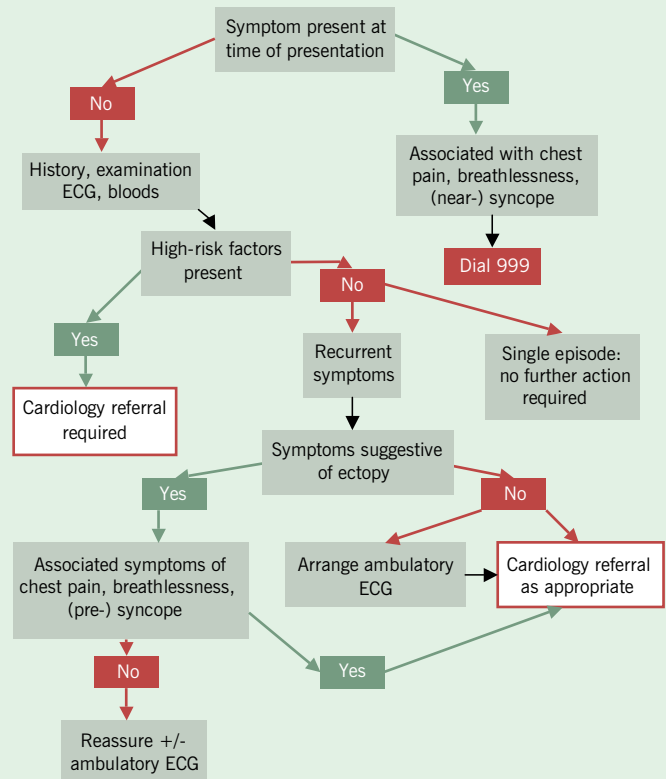 Symptom present at
time of presentation
No
Yes
History, examination
ECG, bloods
Associated with chest
pain, breathlessness,
(near-) syncope
High-risk factors
present
Dial 999
No
Yes
Recurrent
symptoms
Single episode:
no further action
required
Cardiology referral
required
Symptoms suggestive
of ectopy
Yes
No
Associated symptoms of
chest pain, breathlessness,
(pre-) syncope
Arrange ambulatory
ECG
Cardiology referral
as appropriate
No
Yes
Reassure +/-
ambulatory ECG